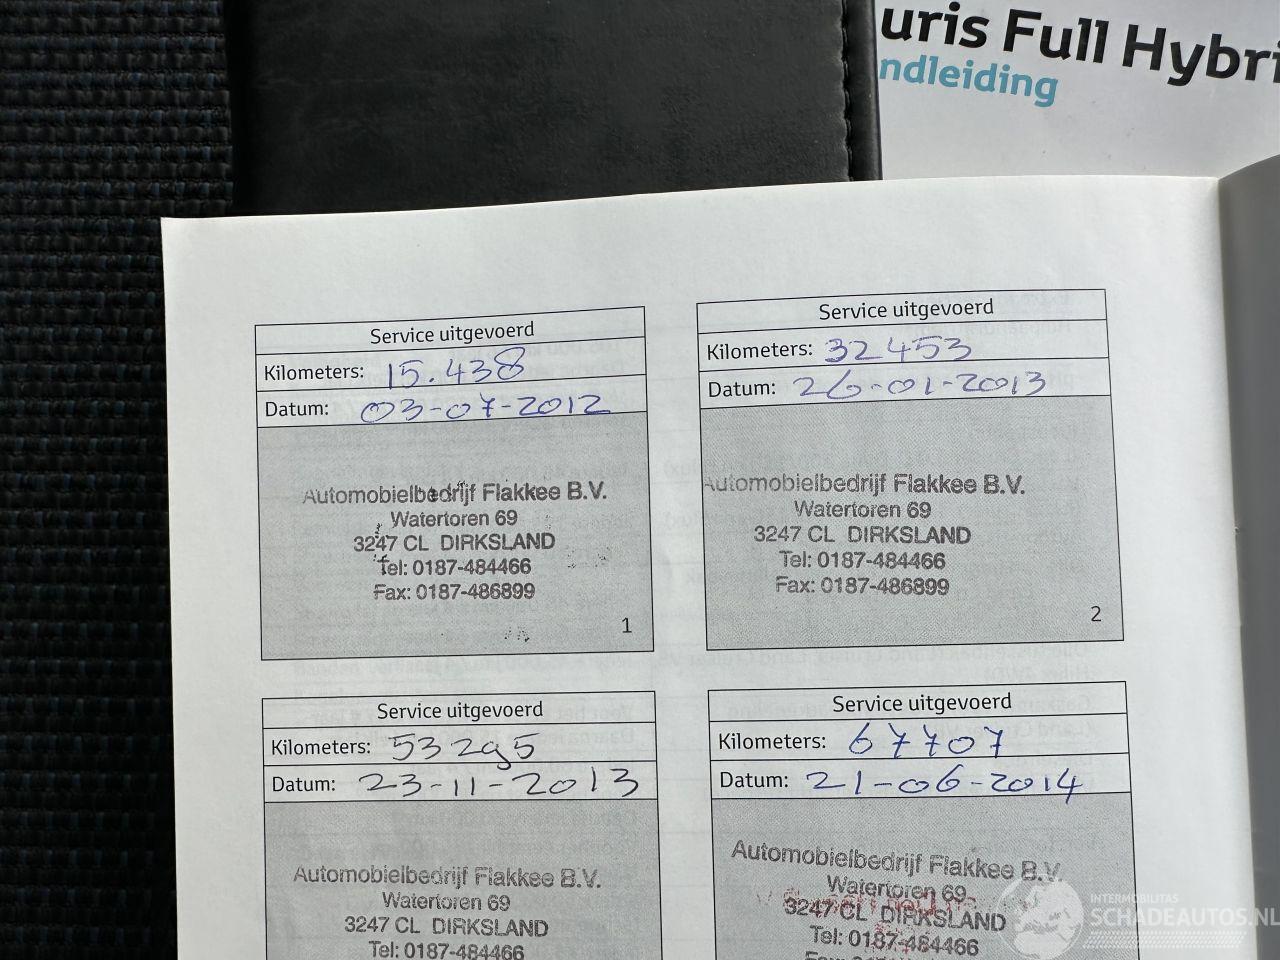 uris Full Hybri
ndleiding
Service uitgevoerd
Kilometers: 15.438
Datum: 03-07-2012
Automobielbedrijf Flakkee B.V.
Watertoren 69
3247 CL DIRKSLAND
Tel: 0187-484466
Fax: 0187-486899
1
Service uitgevoerd
Kilometers: 32453
Datum: 26-01-2013
Automobielbedrijf Flakkee B.V.
Watertoren 69
3247 CL DIRKSLAND
Tel: 0187-484466
Fax: 0187-486899
2
Service uitgevoerd
Kilometers: 53295
Datum: 23-11-2013
Automobielbedrijf Flakkee B.V.
Watertoren 69
3247 CL DIRKSLAND
Tel: 0187-484466
Service uitgevoerd
Kilometers: 67707
Datum: 21-06-2014
Automobielbedrijf Flakkee B.V.
Watertoren 69
3247 CL DIRKSLAND
Tel: 0187-484466
INTERMOBILITAS
SCHADEAUTOS.NL